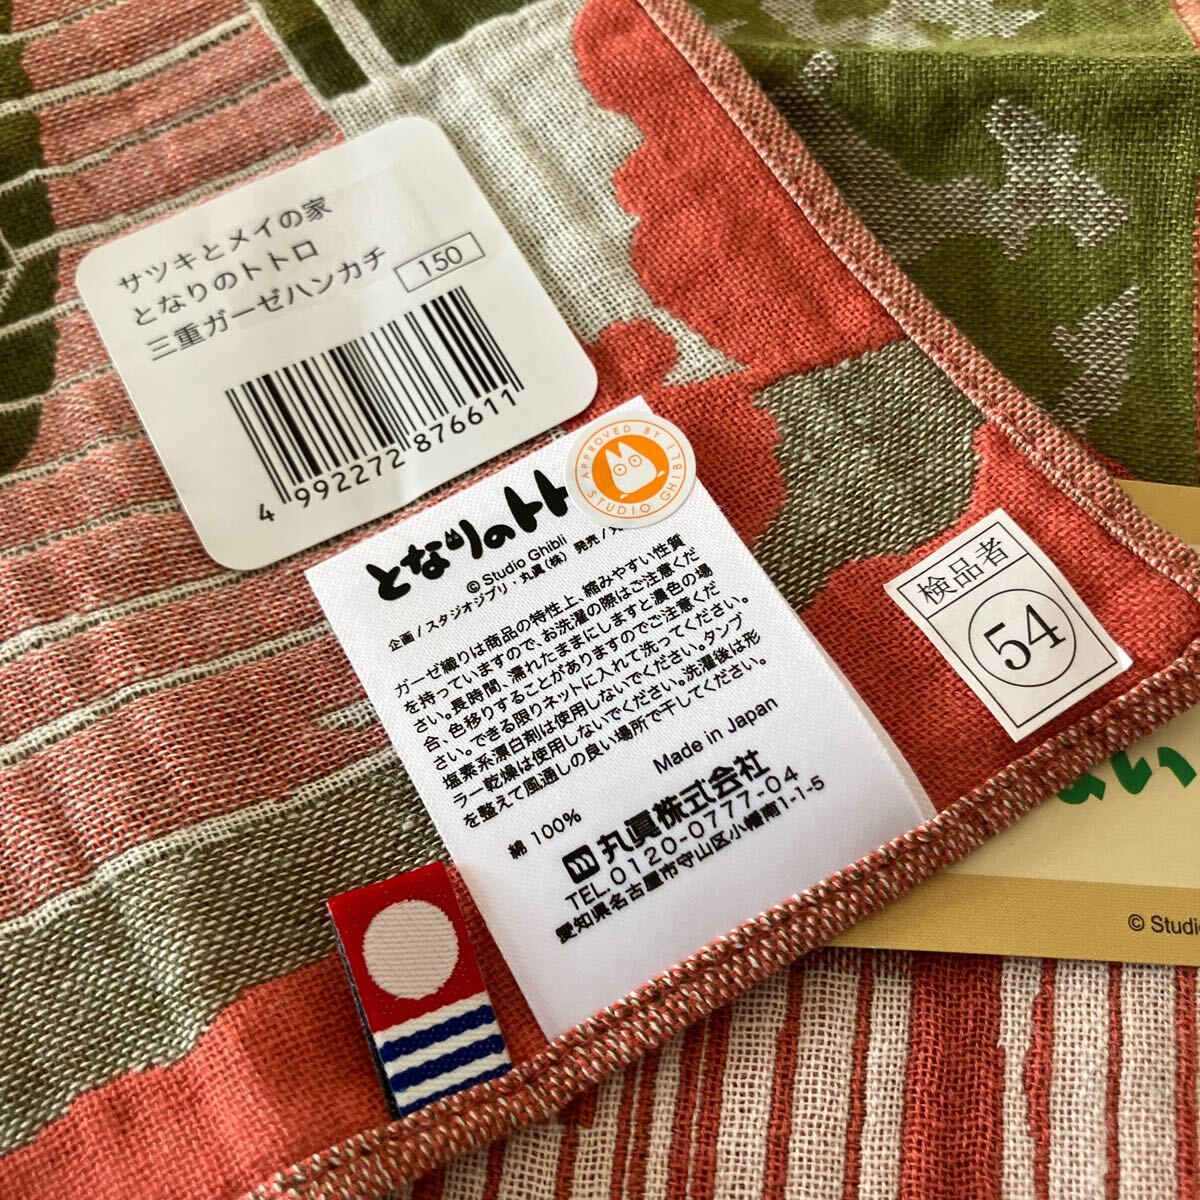 サツキとメイの家
となりのトトロ
三重ガーゼハンカチ
150
4 992272 876611
となりのトト
APPROVED BY
STUDIO GHIBLI
© Studio Ghibli
企画/スタジオジブリ・丸眞(株) 発売/
ガーゼ織りは商品の特性上、縮みやすい性質
を持っていますので、お洗濯の際はご注意くだ
さい。長時間、濡れたままにしますと濃色の場
合、色移りすることがありますのでご注意くだ
さい。できる限りネットに入れて洗ってください。
塩素系漂白剤は使用しないでください。タンブ
ラー乾燥は使用しないでください。洗濯後は形
を整えて風通しの良い場所で干してください。
Made in Japan
綿 100%
丸眞株式会社
TEL.0120-0777-04
愛知県名古屋市守山区小幡南1-1-5
検品者
54
い
© Studi